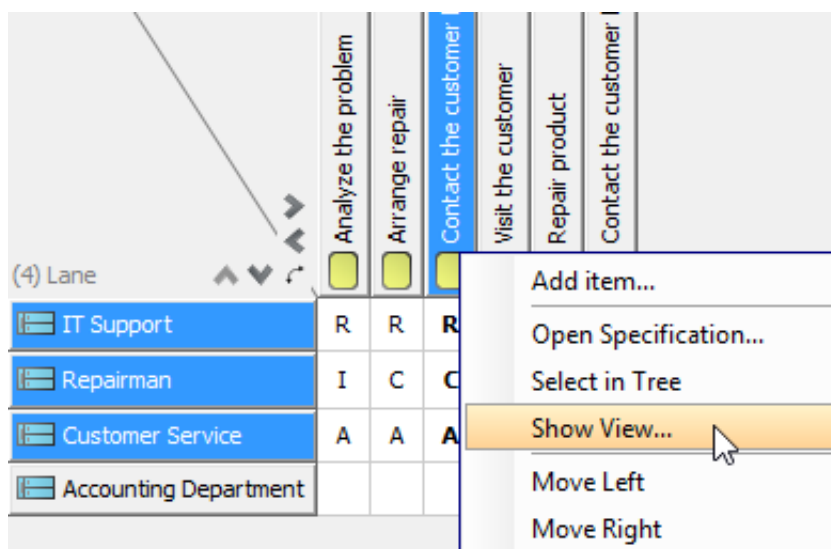 Analyze the problem
Arrange repair
Contact the customer
Visit the customer
Repair product
Contact the customer
(4) Lane
IT Support R R R
Repairman I C C
Customer Service A A A
Accounting Department
Add item...
Open Specification...
Select in Tree
Show View...
Move Left
Move Right